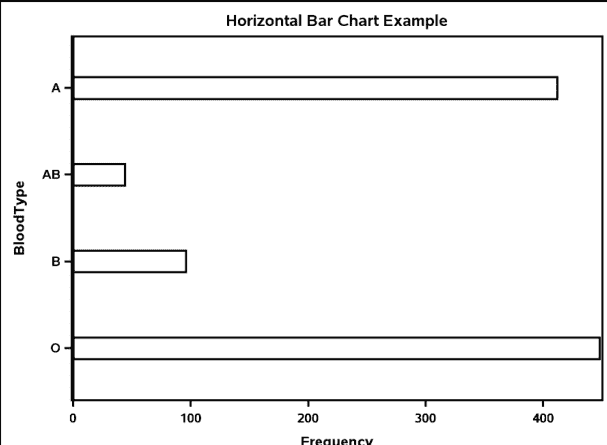 Horizontal Bar Chart Example
A
AB
B
O
BloodType
0 100 200 300 400
Frequency